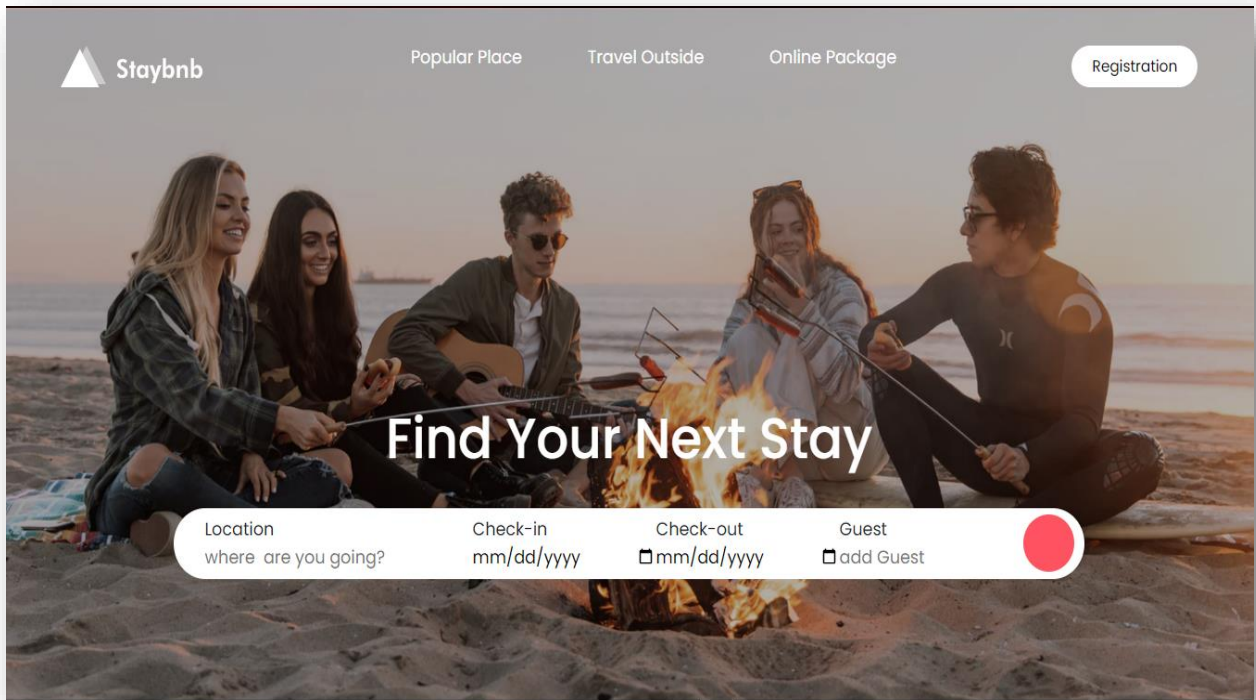 Staybnb
Popular Place
Travel Outside
Online Package
Registration
Find Your Next Stay
Location
Check-in
Check-out
Guest
where are you going?
mm/dd/yyyy
mm/dd/yyyy
add Guest